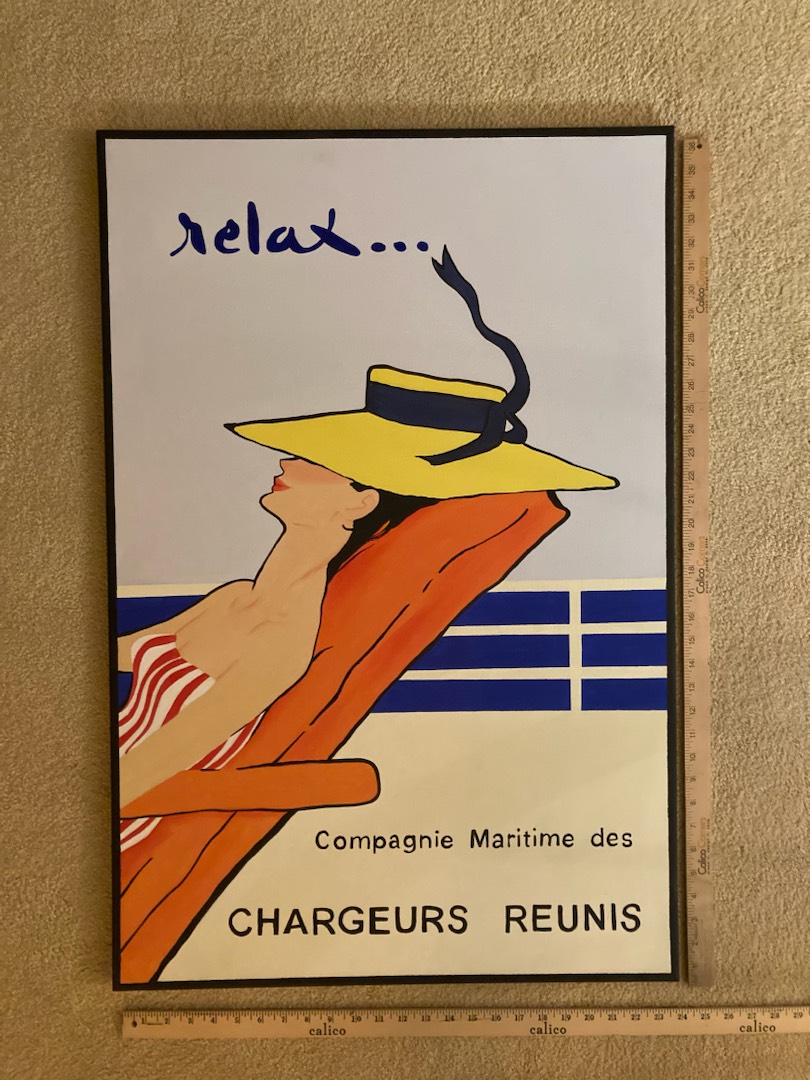 relax...
Compagnie Maritime des
CHARGEURS REUNIS
calico calico calico